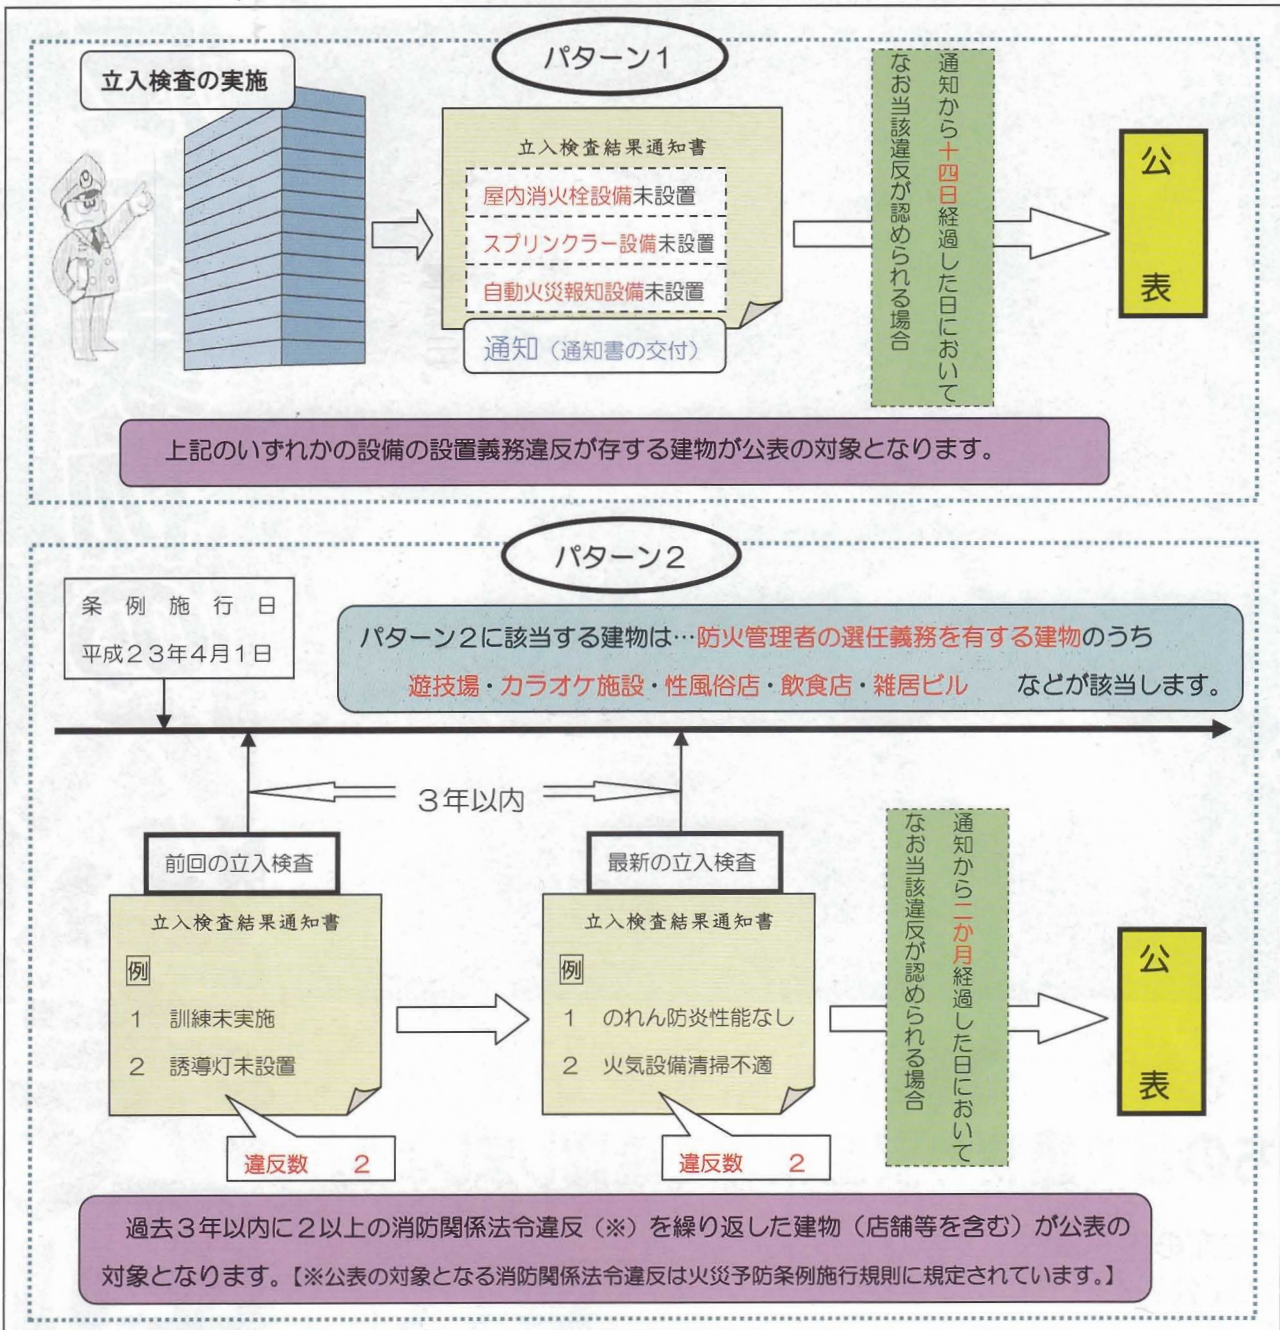 パターン1
立入検査の実施
立入検査結果通知書
屋内消火栓設備未設置
スプリンクラー設備未設置
自動火災報知設備未設置
通知（通知書の交付）
通知から十四日経過した日において
なお当該違反が認められる場合
公表
上記のいずれかの設備の設置義務違反が存する建物が公表の対象となります。
パターン2
条例施行日
平成２３年４月１日
パターン２に該当する建物は…防火管理者の選任義務を有する建物のうち
遊技場・カラオケ施設・性風俗店・飲食店・雑居ビル　などが該当します。
３年以内
前回の立入検査
立入検査結果通知書
例
1　訓練未実施
2　誘導灯未設置
違反数　2
最新の立入検査
立入検査結果通知書
例
1　のれん防炎性能なし
2　火気設備清掃不適
違反数　2
通知から二か月経過した日において
なお当該違反が認められる場合
公表
過去３年以内に２以上の消防関係法令違反（※）を繰り返した建物（店舗等を含む）が公表の
対象となります。【※公表の対象となる消防関係法令違反は火災予防条例施行規則に規定されています。】